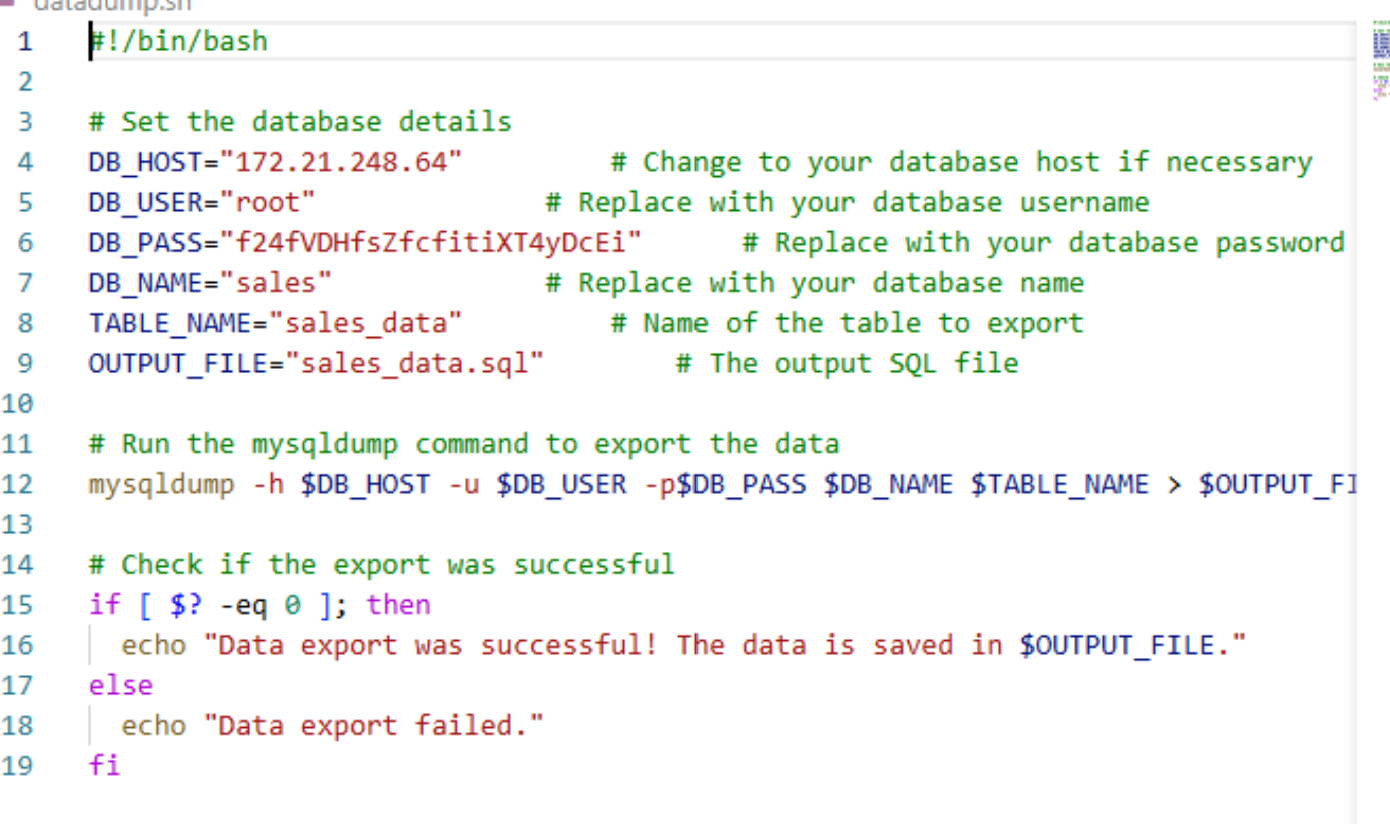 datadump.sh
1 #!/bin/bash
2
3 # Set the database details
4 DB_HOST="172.21.248.64" # Change to your database host if necessary
5 DB_USER="root" # Replace with your database username
6 DB_PASS="f24fVDHfsZfcfitiXT4yDcEi" # Replace with your database password
7 DB_NAME="sales" # Replace with your database name
8 TABLE_NAME="sales_data" # Name of the table to export
9 OUTPUT_FILE="sales_data.sql" # The output SQL file
10
11 # Run the mysqldump command to export the data
12 mysqldump -h $DB_HOST -u $DB_USER -p$DB_PASS $DB_NAME $TABLE_NAME > $OUTPUT_FI
13
14 # Check if the export was successful
15 if [ $? -eq 0 ]; then
16 echo "Data export was successful! The data is saved in $OUTPUT_FILE."
17 else
18 echo "Data export failed."
19 fi